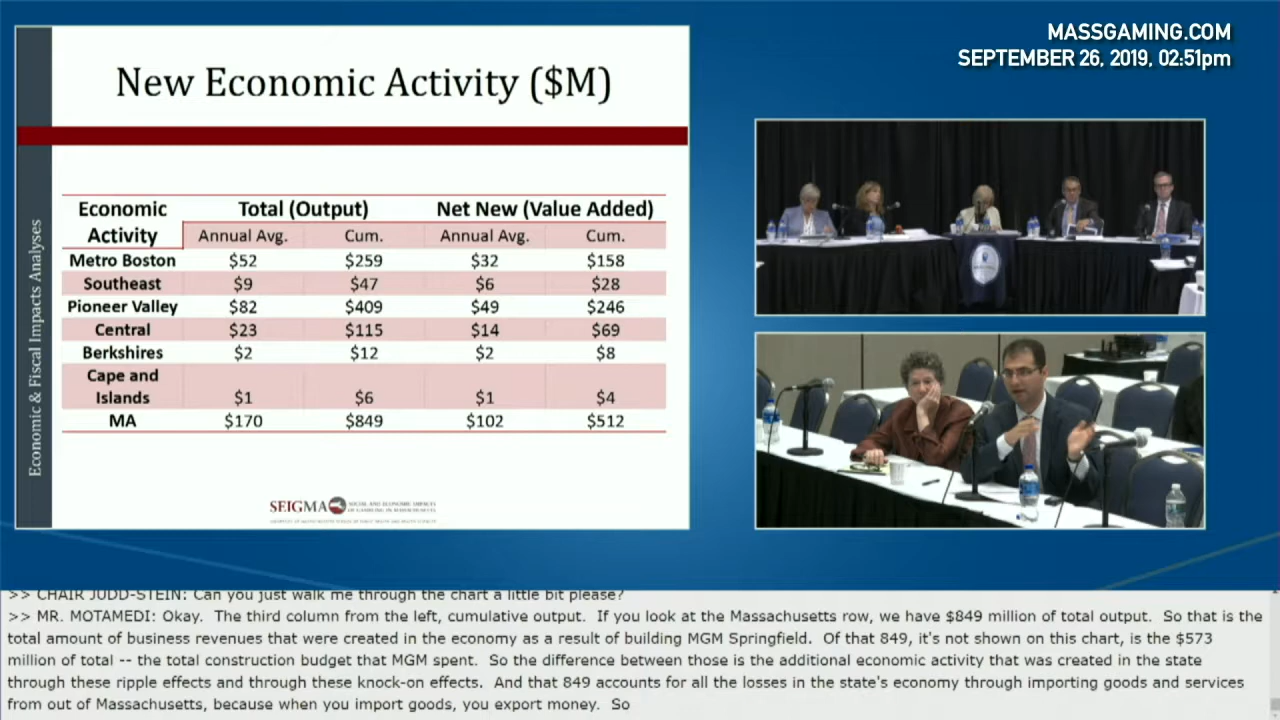 MASSGAMING.COM
SEPTEMBER 26, 2019, 02:51pm
Economic & Fiscal Impacts Analyses
New Economic Activity ($M)
Economic Activity Total (Output) Net New (Value Added)
Annual Avg. Cum. Annual Avg. Cum.
Metro Boston $52 $259 $32 $158
Southeast $9 $47 $6 $28
Pioneer Valley $82 $409 $49 $246
Central $23 $115 $14 $69
Berkshires $2 $12 $2 $8
Cape and
Islands $1 $6 $1 $4
MA $170 $849 $102 $512
SEIGMA SOCIAL AND ECONOMIC IMPACTS
OF GAMBLING IN MASSACHUSETTS
>> CHAIR JUDD-STEIN: Can you just walk me through the chart a little bit please?
>> MR. MOTAMEDI: Okay. The third column from the left, cumulative output. If you look at the Massachusetts row, we have $849 million of total output. So that is the
total amount of business revenues that were created in the economy as a result of building MGM Springfield. Of that 849, it's not shown on this chart, is the $573
million of total -- the total construction budget that MGM spent. So the difference between those is the additional economic activity that was created in the state
through these ripple effects and through these knock-on effects. And that 849 accounts for all the losses in the state's economy through importing goods and services
from out of Massachusetts, because when you import goods, you export money. So